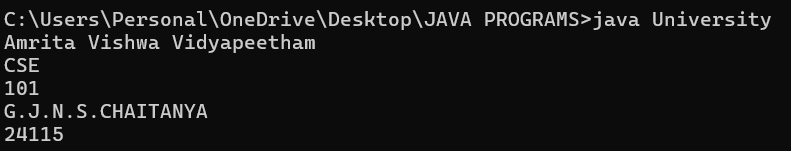 C:\Users\Personal\OneDrive\Desktop\JAVA PROGRAMS>java University
Amrita Vishwa Vidyapeetham
CSE
101
G.J.N.S.CHAITANYA
24115